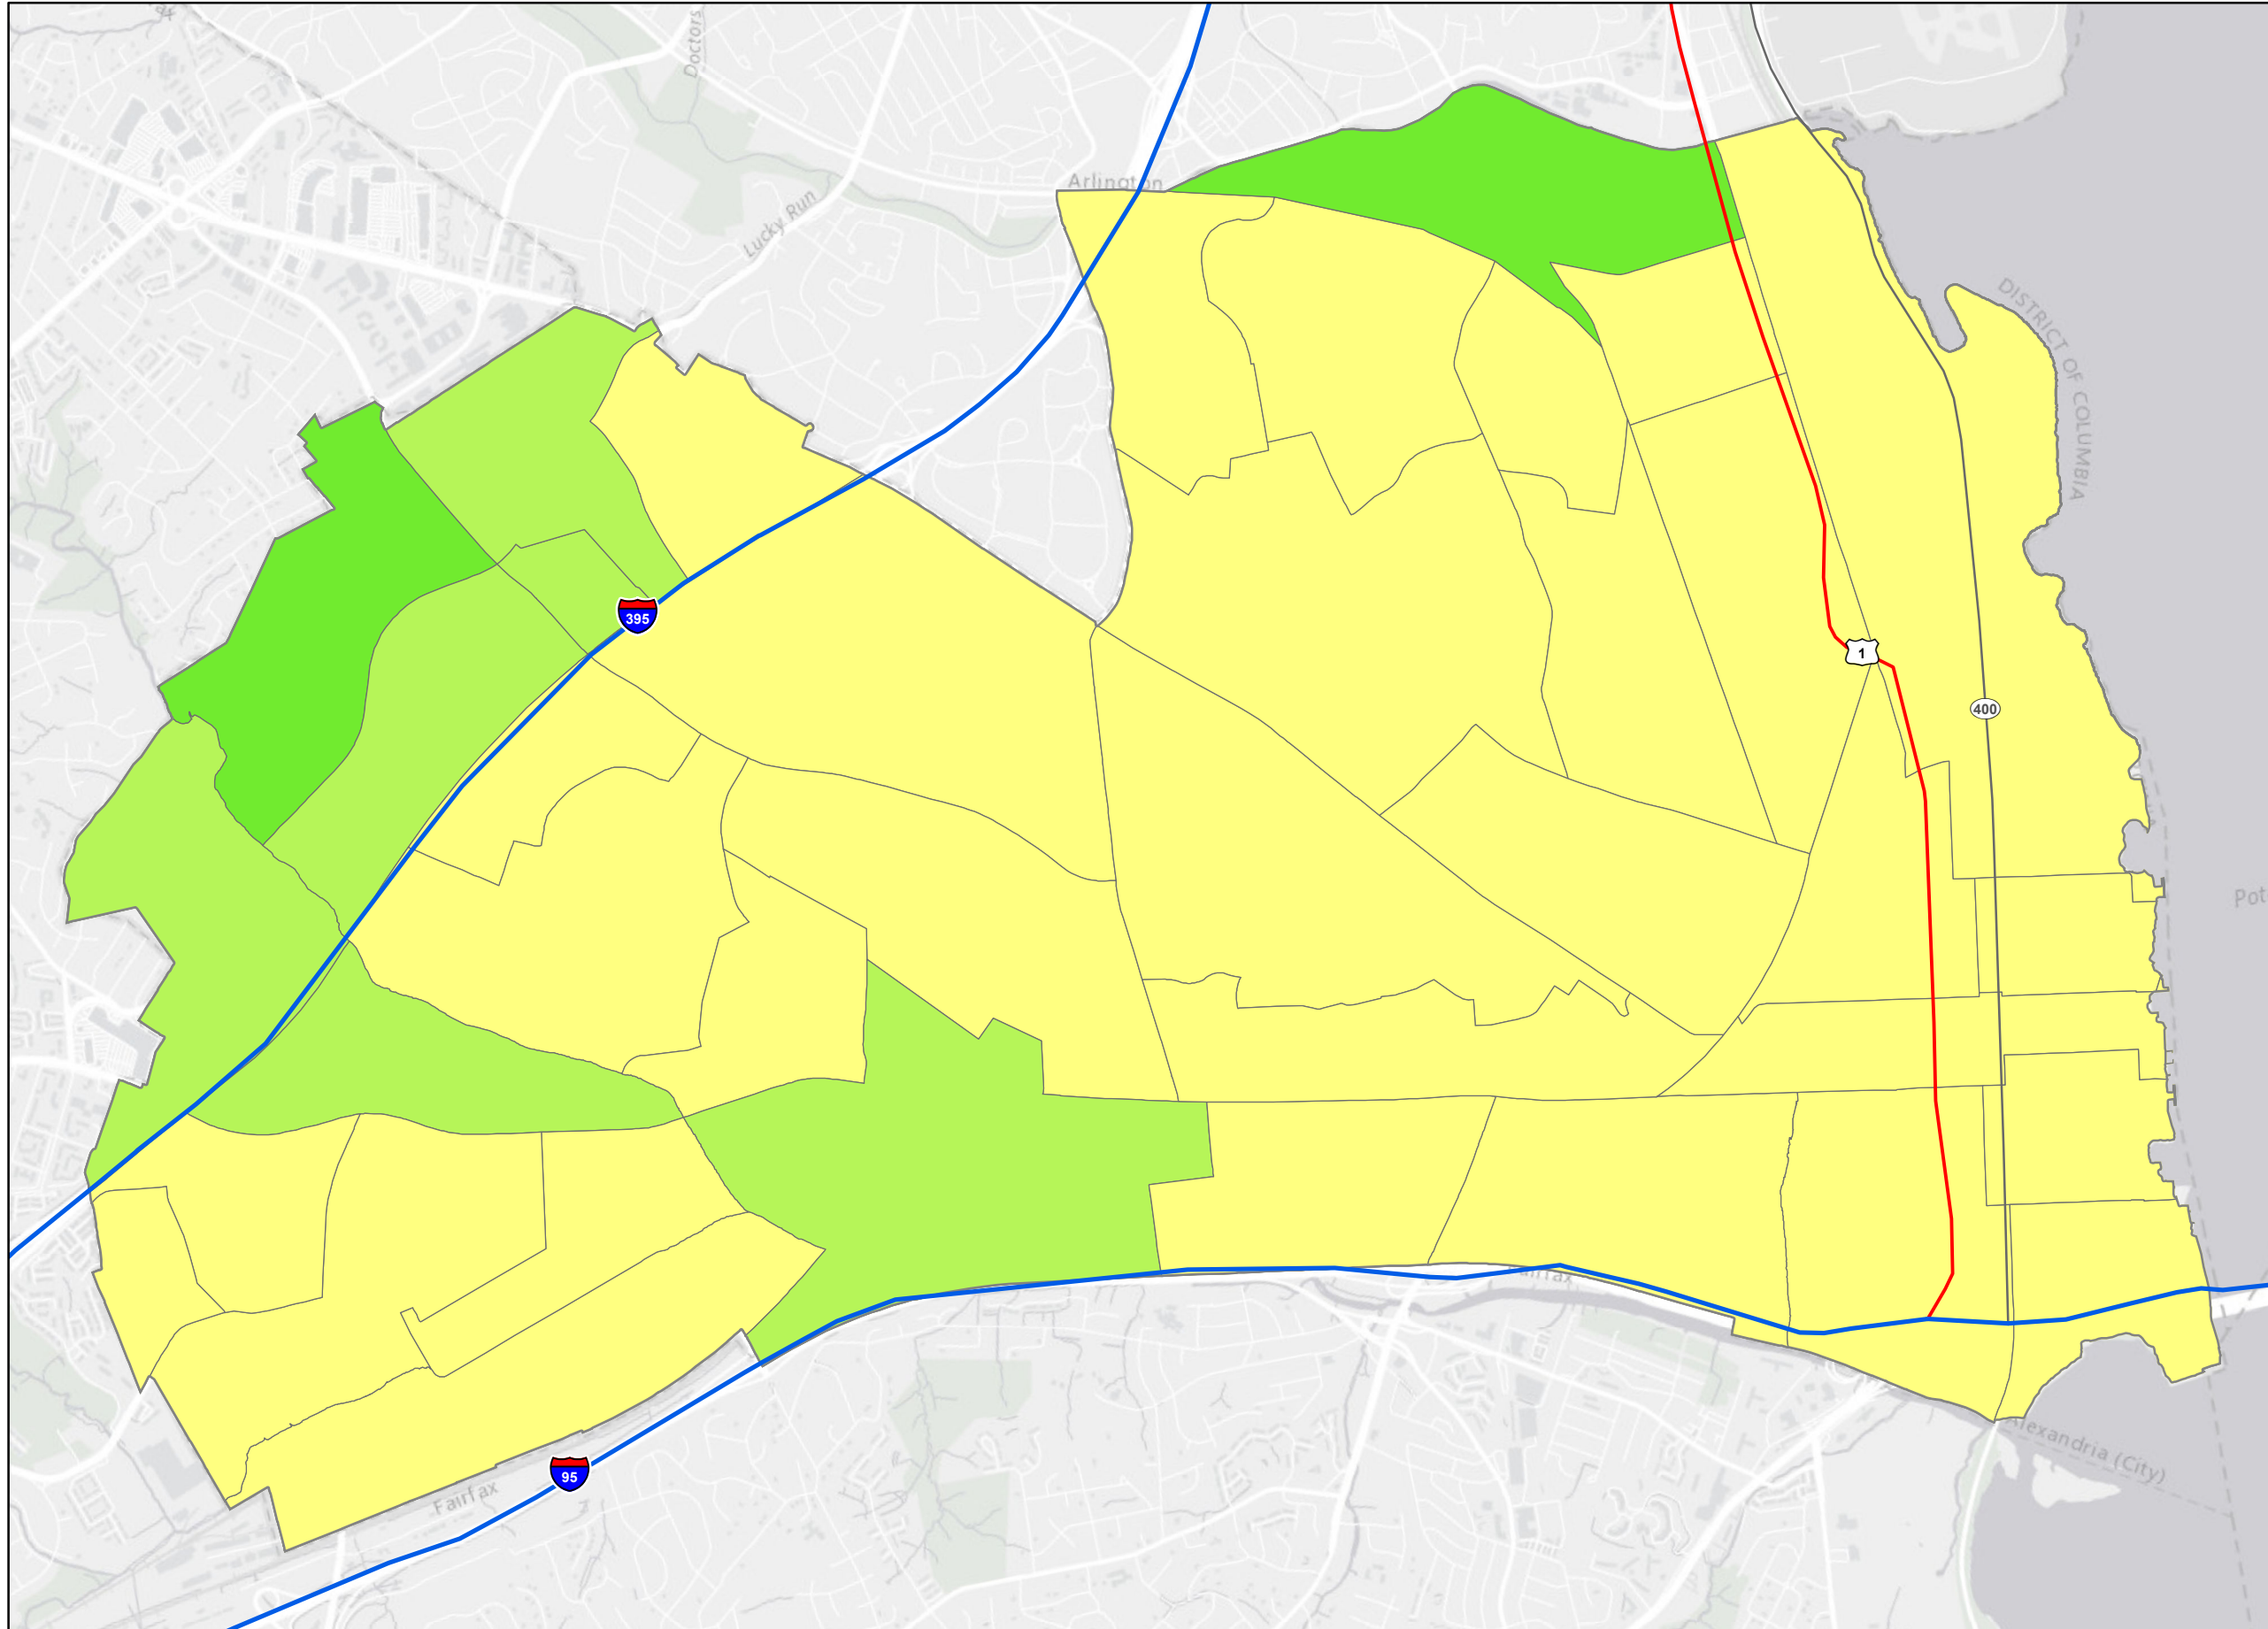 Doctors
Arlington
Lucky Run
DISTRICT OF COLUMBIA
395
1
400
Pot
Fairfax
95
Fairfax
Alexandria (City)